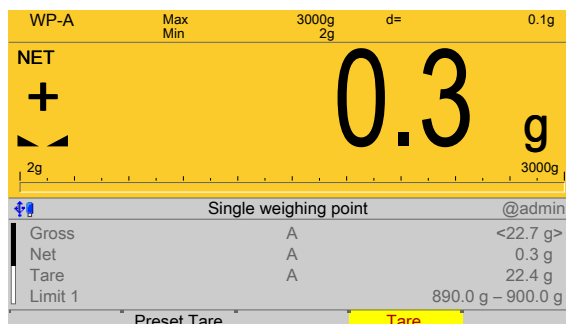 WP-A Max 3000g d= 0.1g
Min 2g
NET
+ 0.3 g
2g 3000g
Single weighing point @admin
Gross A <22.7 g>
Net A 0.3 g
Tare A 22.4 g
Limit 1 890.0 g – 900.0 g
Preset Tare Tare